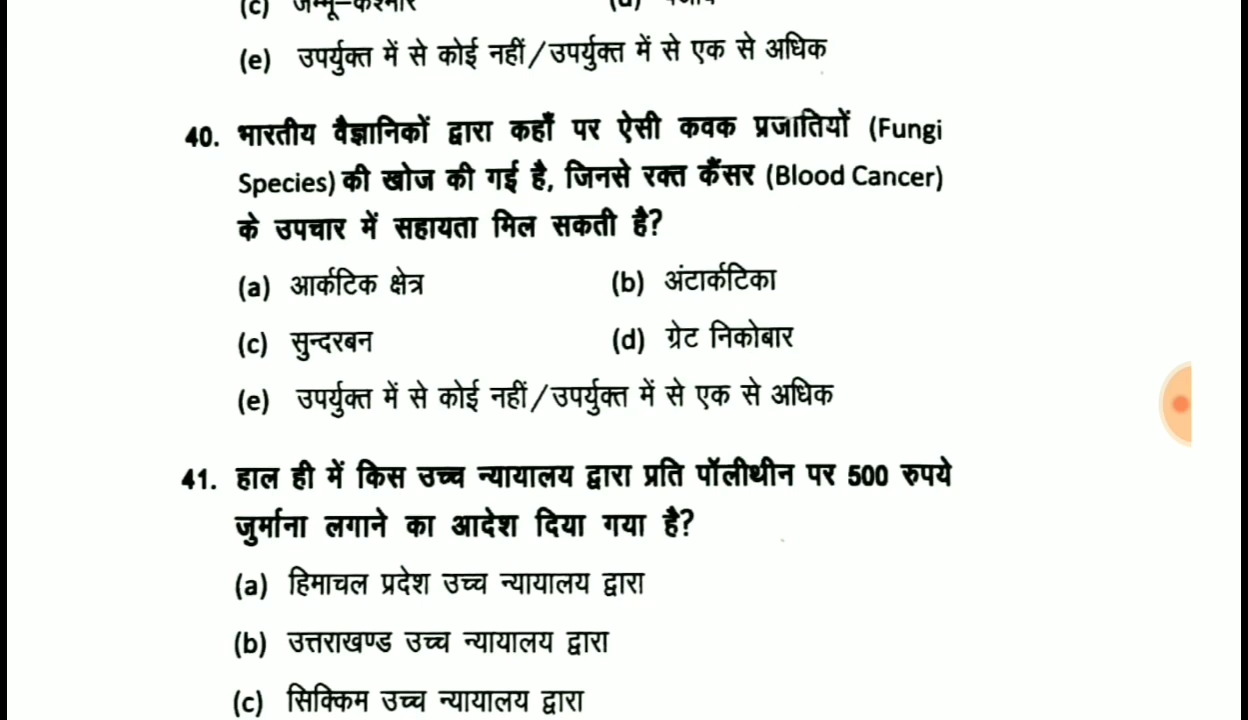 (c) जम्मू-कश्मीर (d) पंजाब
(e) उपर्युक्त में से कोई नहीं/उपर्युक्त में से एक से अधिक
40. भारतीय वैज्ञानिकों द्वारा कहाँ पर ऐसी कवक प्रजातियों (Fungi
Species) की खोज की गई है, जिनसे रक्त कैंसर (Blood Cancer)
के उपचार में सहायता मिल सकती है?
(a) आर्कटिक क्षेत्र (b) अंटार्कटिका
(c) सुन्दरबन (d) ग्रेट निकोबार
(e) उपर्युक्त में से कोई नहीं/उपर्युक्त में से एक से अधिक
41. हाल ही में किस उच्च न्यायालय द्वारा प्रति पॉलीथीन पर 500 रुपये
जुर्माना लगाने का आदेश दिया गया है?
(a) हिमाचल प्रदेश उच्च न्यायालय द्वारा
(b) उत्तराखण्ड उच्च न्यायालय द्वारा
(c) सिक्किम उच्च न्यायालय द्वारा